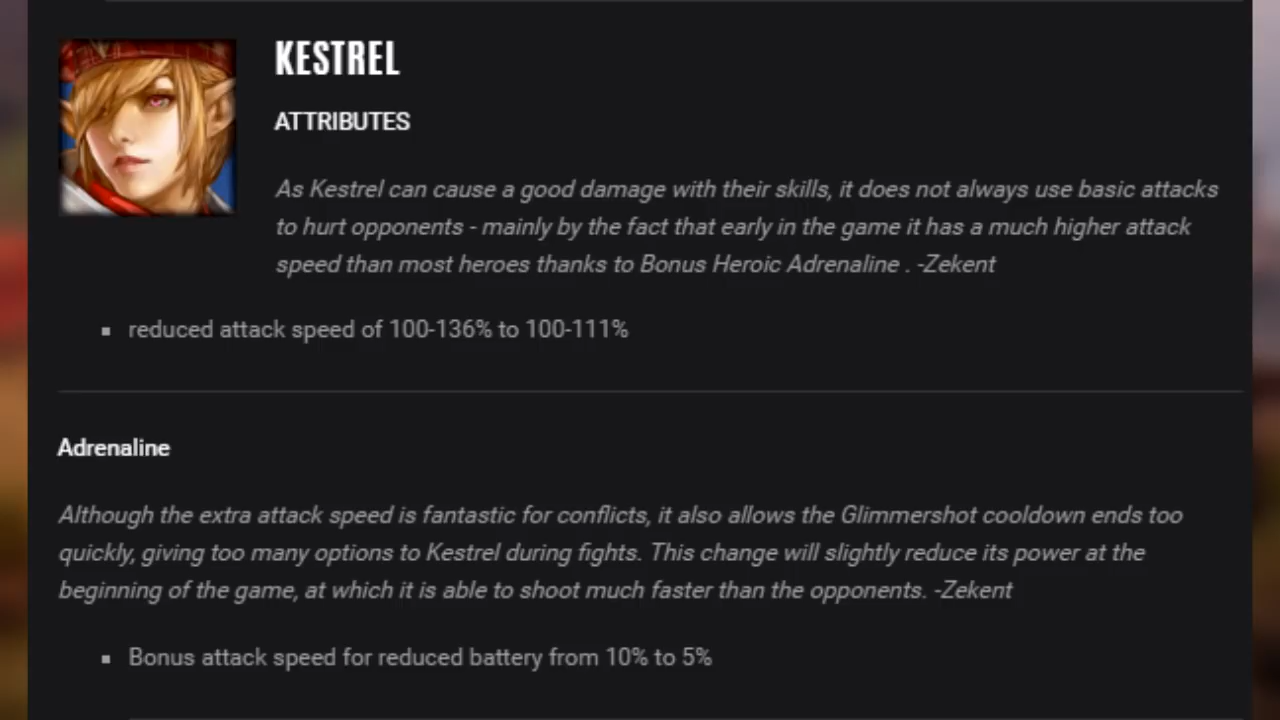 KESTREL
ATTRIBUTES
As Kestrel can cause a good damage with their skills, it does not always use basic attacks
to hurt opponents - mainly by the fact that early in the game it has a much higher attack
speed than most heroes thanks to Bonus Heroic Adrenaline . -Zekent
▪ reduced attack speed of 100-136% to 100-111%
Adrenaline
Although the extra attack speed is fantastic for conflicts, it also allows the Glimmershot cooldown ends too
quickly, giving too many options to Kestrel during fights. This change will slightly reduce its power at the
beginning of the game, at which it is able to shoot much faster than the opponents. -Zekent
▪ Bonus attack speed for reduced battery from 10% to 5%